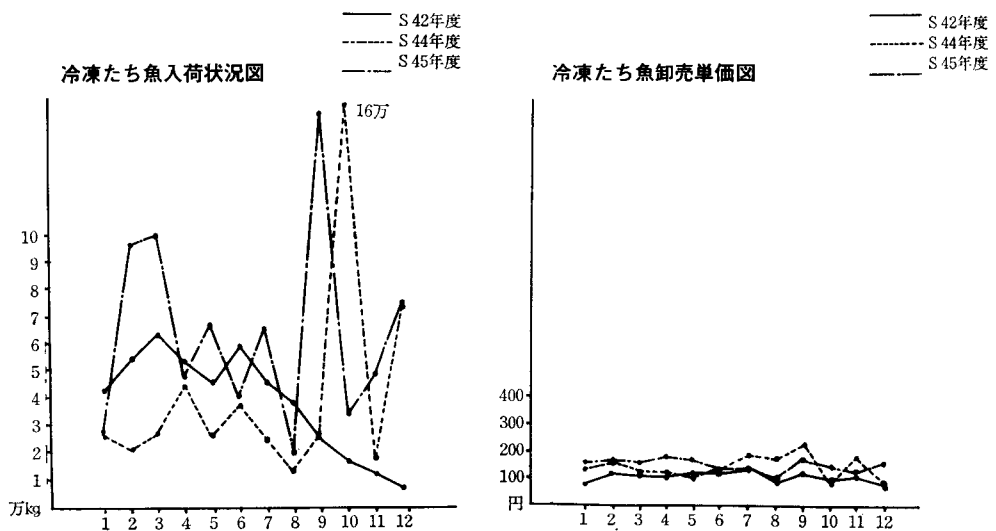 S 42年度
S 44年度
S 45年度
冷凍たち魚入荷状況図
16万
10
9
8
7
6
5
4
3
2
1
万kg
1 2 3 4 5 6 7 8 9 10 11 12
S 42年度
S 44年度
S 45年度
冷凍たち魚卸売単価図
400
300
200
100
円
1 2 3 4 5 6 7 8 9 10 11 12